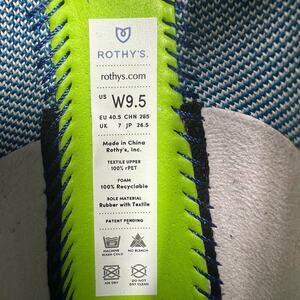 ROTHY'S.
rothys.com
US W9.5
EU 40.5 CHN 265
UK 7 JP 26.5
Made in China
Rothy's, Inc.
TEXTILE UPPER
100% rPET
FOAM
100% Recyclable
SOLE MATERIAL
Rubber with Textile
PATENT PENDING
MACHINE WASH COLD
NO BLEACH
AIR DRY
DO NOT DRY CLEAN